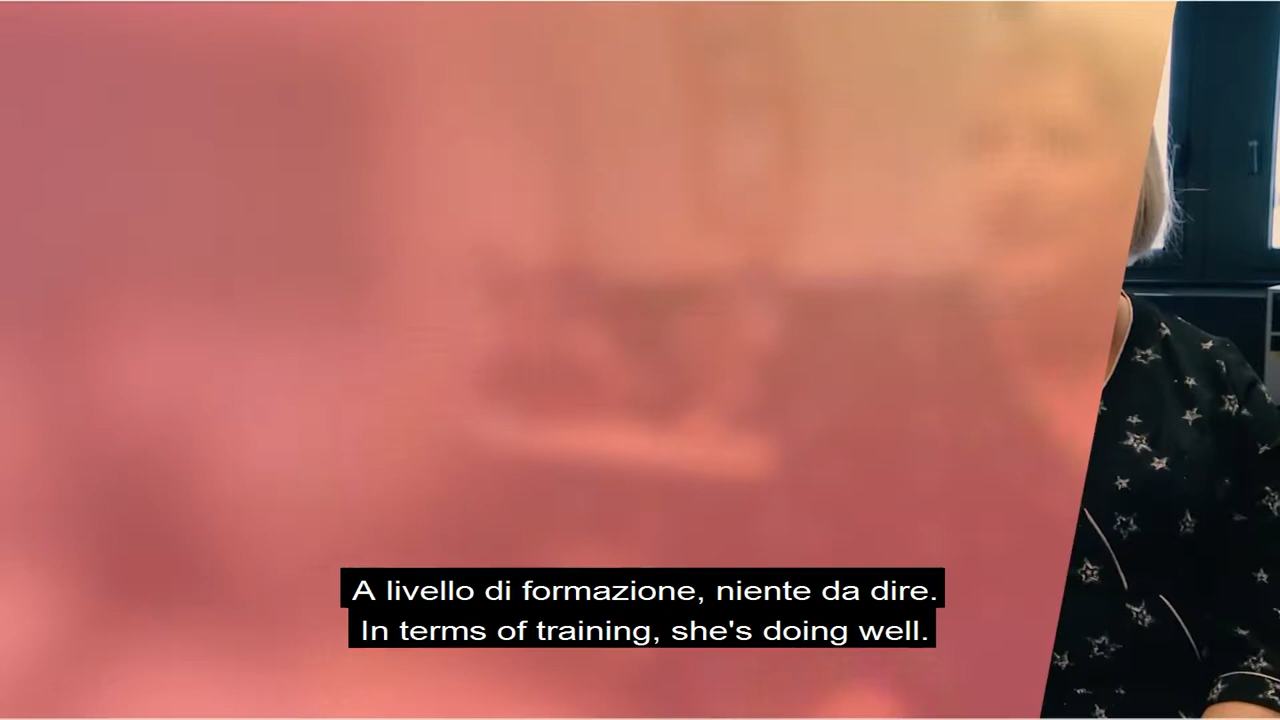 A livello di formazione, niente da dire.
In terms of training, she's doing well.